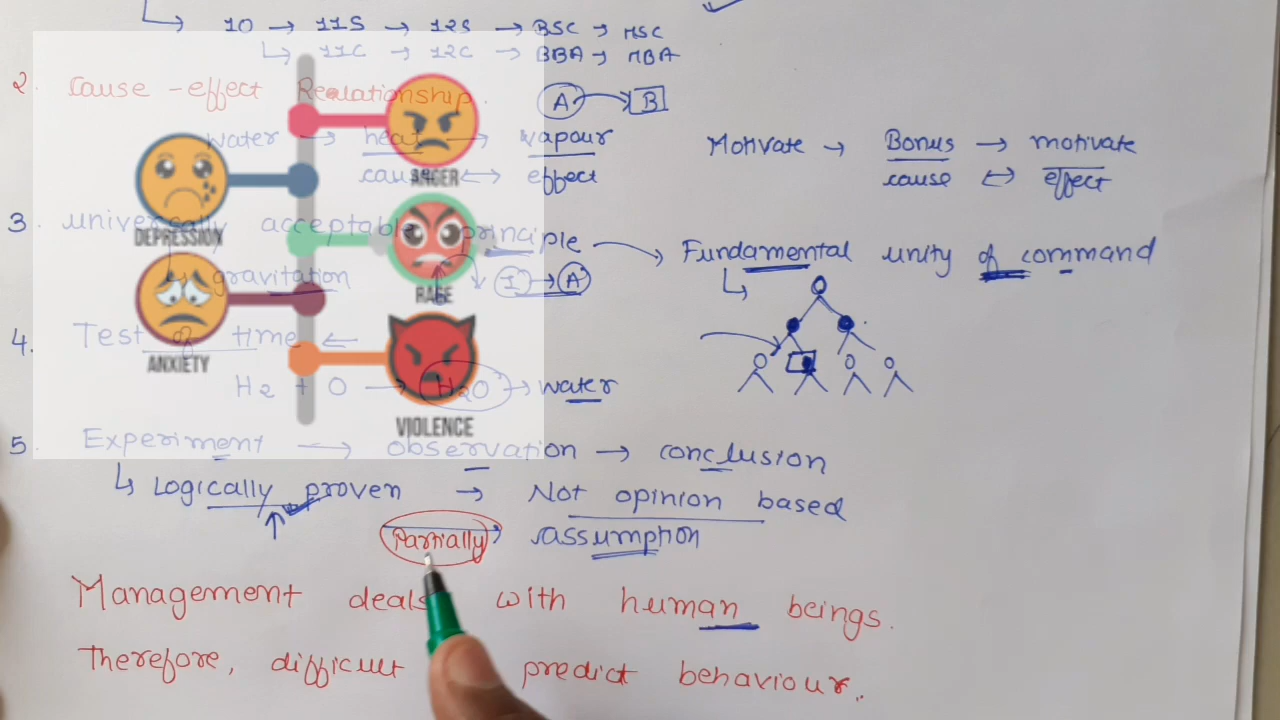 10 → 11S → 12S → BSC → MSC
↳ 11C → 12C → BBA → MBA
2. Cause - effect Realationship. A → B
water → heat → vapour Motivate → Bonus → motivate
cause ↔ effect cause ↔ effect
ANGER
3. universally acceptable principle → Fundamental unity of command
DEPRESSION
↳ gravitation I → A
RAGE
4. Test of time ←
ANXIETY
H2 + O → H2O → water
VIOLENCE
5. Experiment → observation → conclusion
↳ Logically proven → Not opinion based
Partially → assumption
Management deals with human beings.
Therefore, difficult predict behaviour.